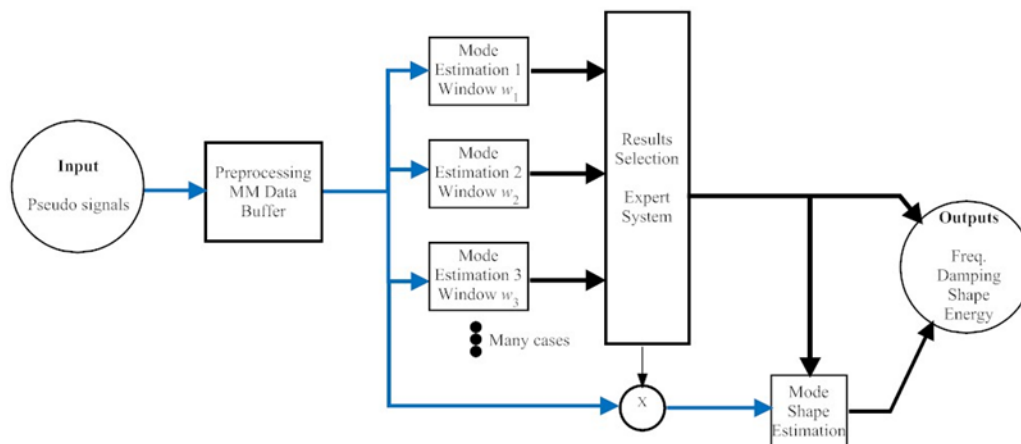 Input
Pseudo signals
Preprocessing
MM Data
Buffer
Mode
Estimation 1
Window w₁
Mode
Estimation 2
Window w₂
Mode
Estimation 3
Window w₃
Many cases
Results
Selection
Expert
System
X
Mode
Shape
Estimation
Outputs
Freq.
Damping
Shape
Energy